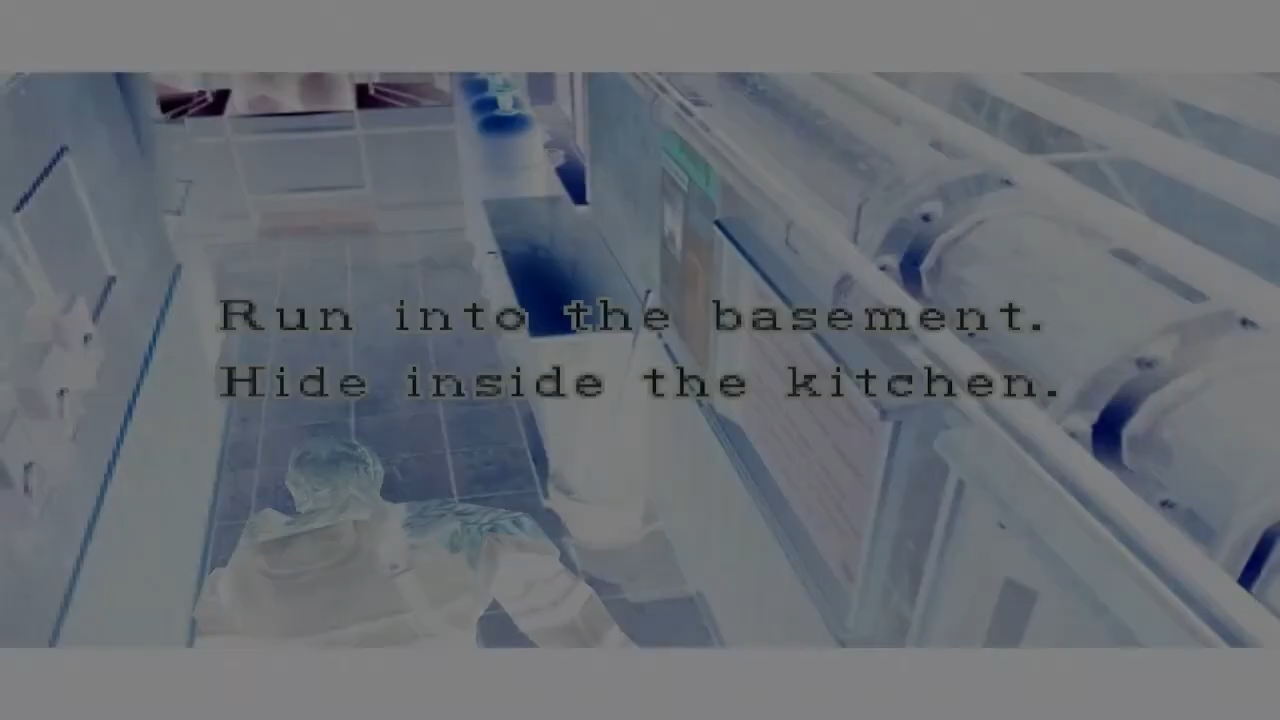 Run into the basement.
Hide inside the kitchen.